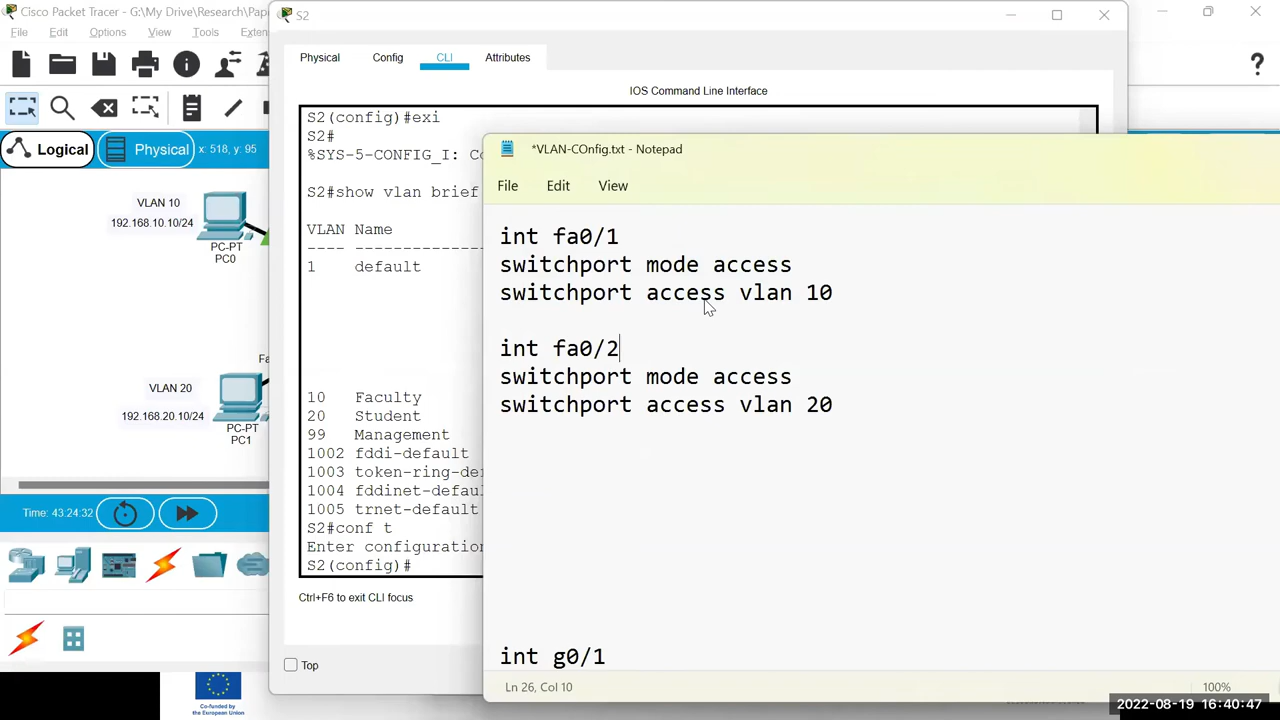 Cisco Packet Tracer - G:\My Drive\Research\Pap
File Edit Options View Tools Exten
?
Logical
Physical
x: 518, y: 95
VLAN 10
192.168.10.10/24
PC-PT
PC0
Fa
VLAN 20
192.168.20.10/24
PC-PT
PC1
Time: 43:24:32
Co-funded by
the European Union
S2
Physical Config CLI Attributes
IOS Command Line Interface
S2(config)#exi
S2#
%SYS-5-CONFIG_I: Co
S2#show vlan brief
VLAN Name
---- ----------------
1 default
10 Faculty
20 Student
99 Management
1002 fddi-default
1003 token-ring-def
1004 fddinet-defau
1005 trnet-default
S2#conf t
Enter configuration
S2(config)#
Ctrl+F6 to exit CLI focus
Top
*VLAN-COnfig.txt - Notepad
File Edit View
int fa0/1
switchport mode access
switchport access vlan 10
int fa0/2
switchport mode access
switchport access vlan 20
int g0/1
Ln 26, Col 10
100%
2022-08-19 16:40:47